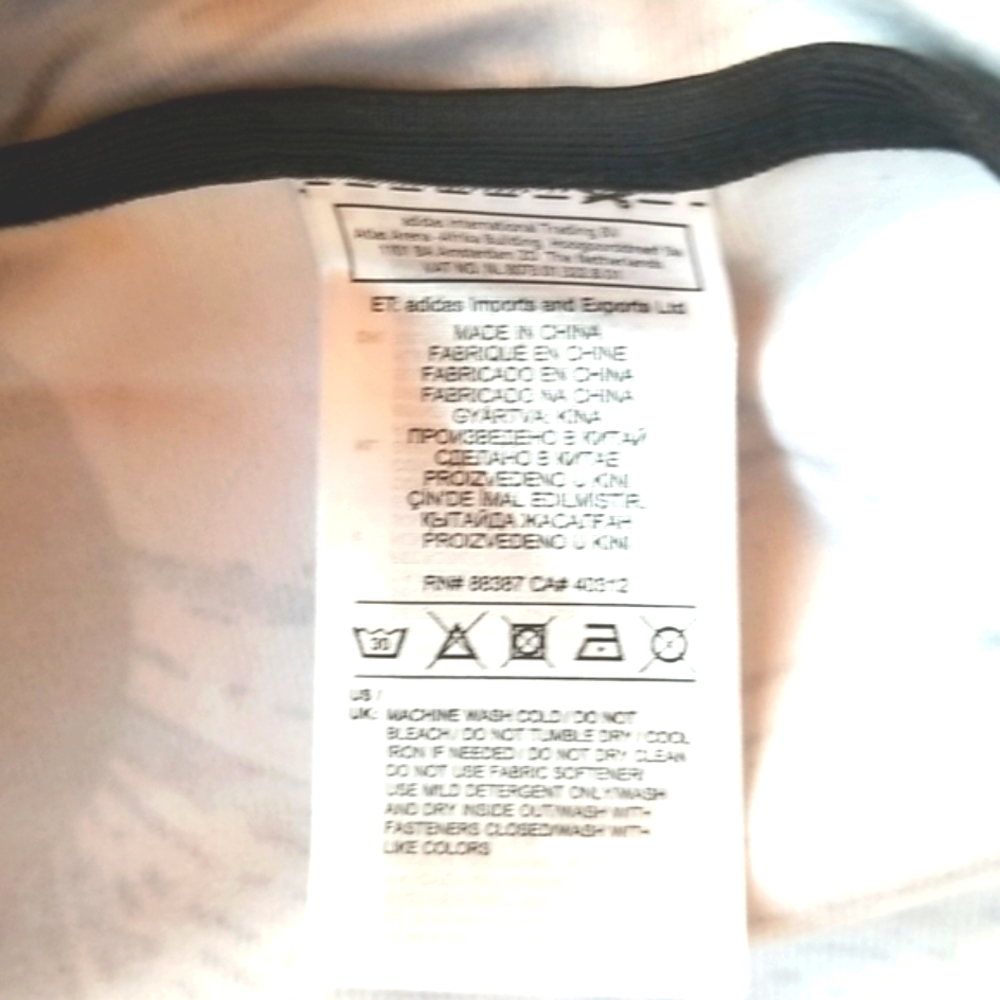 adidas International Trading BV
Atlas Arena -Afrika Building, Hoogoorddreef 9a
1101 BA Amsterdam ZO, The Netherlands
VAT NO. NL
ET: adidas Imports and Exports Ltd
MADE IN CHINA
FABRIQUÉ EN CHINE
FABRICADO EN CHINA
FABRICADO NA CHINA
GYÁRTVA: KÍNA
ПРОИЗВЕДЕНО В КИТАЙ
СДЕЛАНО В КИТАЕ
PROIZVEDENO U KINI
ÇİN'DE İMAL EDİLMİŞTİR.
ҚЫТАЙДА ЖАСАЛҒАН
PROIZVEDENO U KINI
RN# 88387 CA# 40312
30
US /
UK: MACHINE WASH COLD / DO NOT
BLEACH / DO NOT TUMBLE DRY / COOL
IRON IF NEEDED / DO NOT DRY CLEAN
DO NOT USE FABRIC SOFTENER/
USE MILD DETERGENT ONLY/WASH
AND DRY INSIDE OUT/WASH WITH
FASTENERS CLOSED/WASH WITH
LIKE COLORS